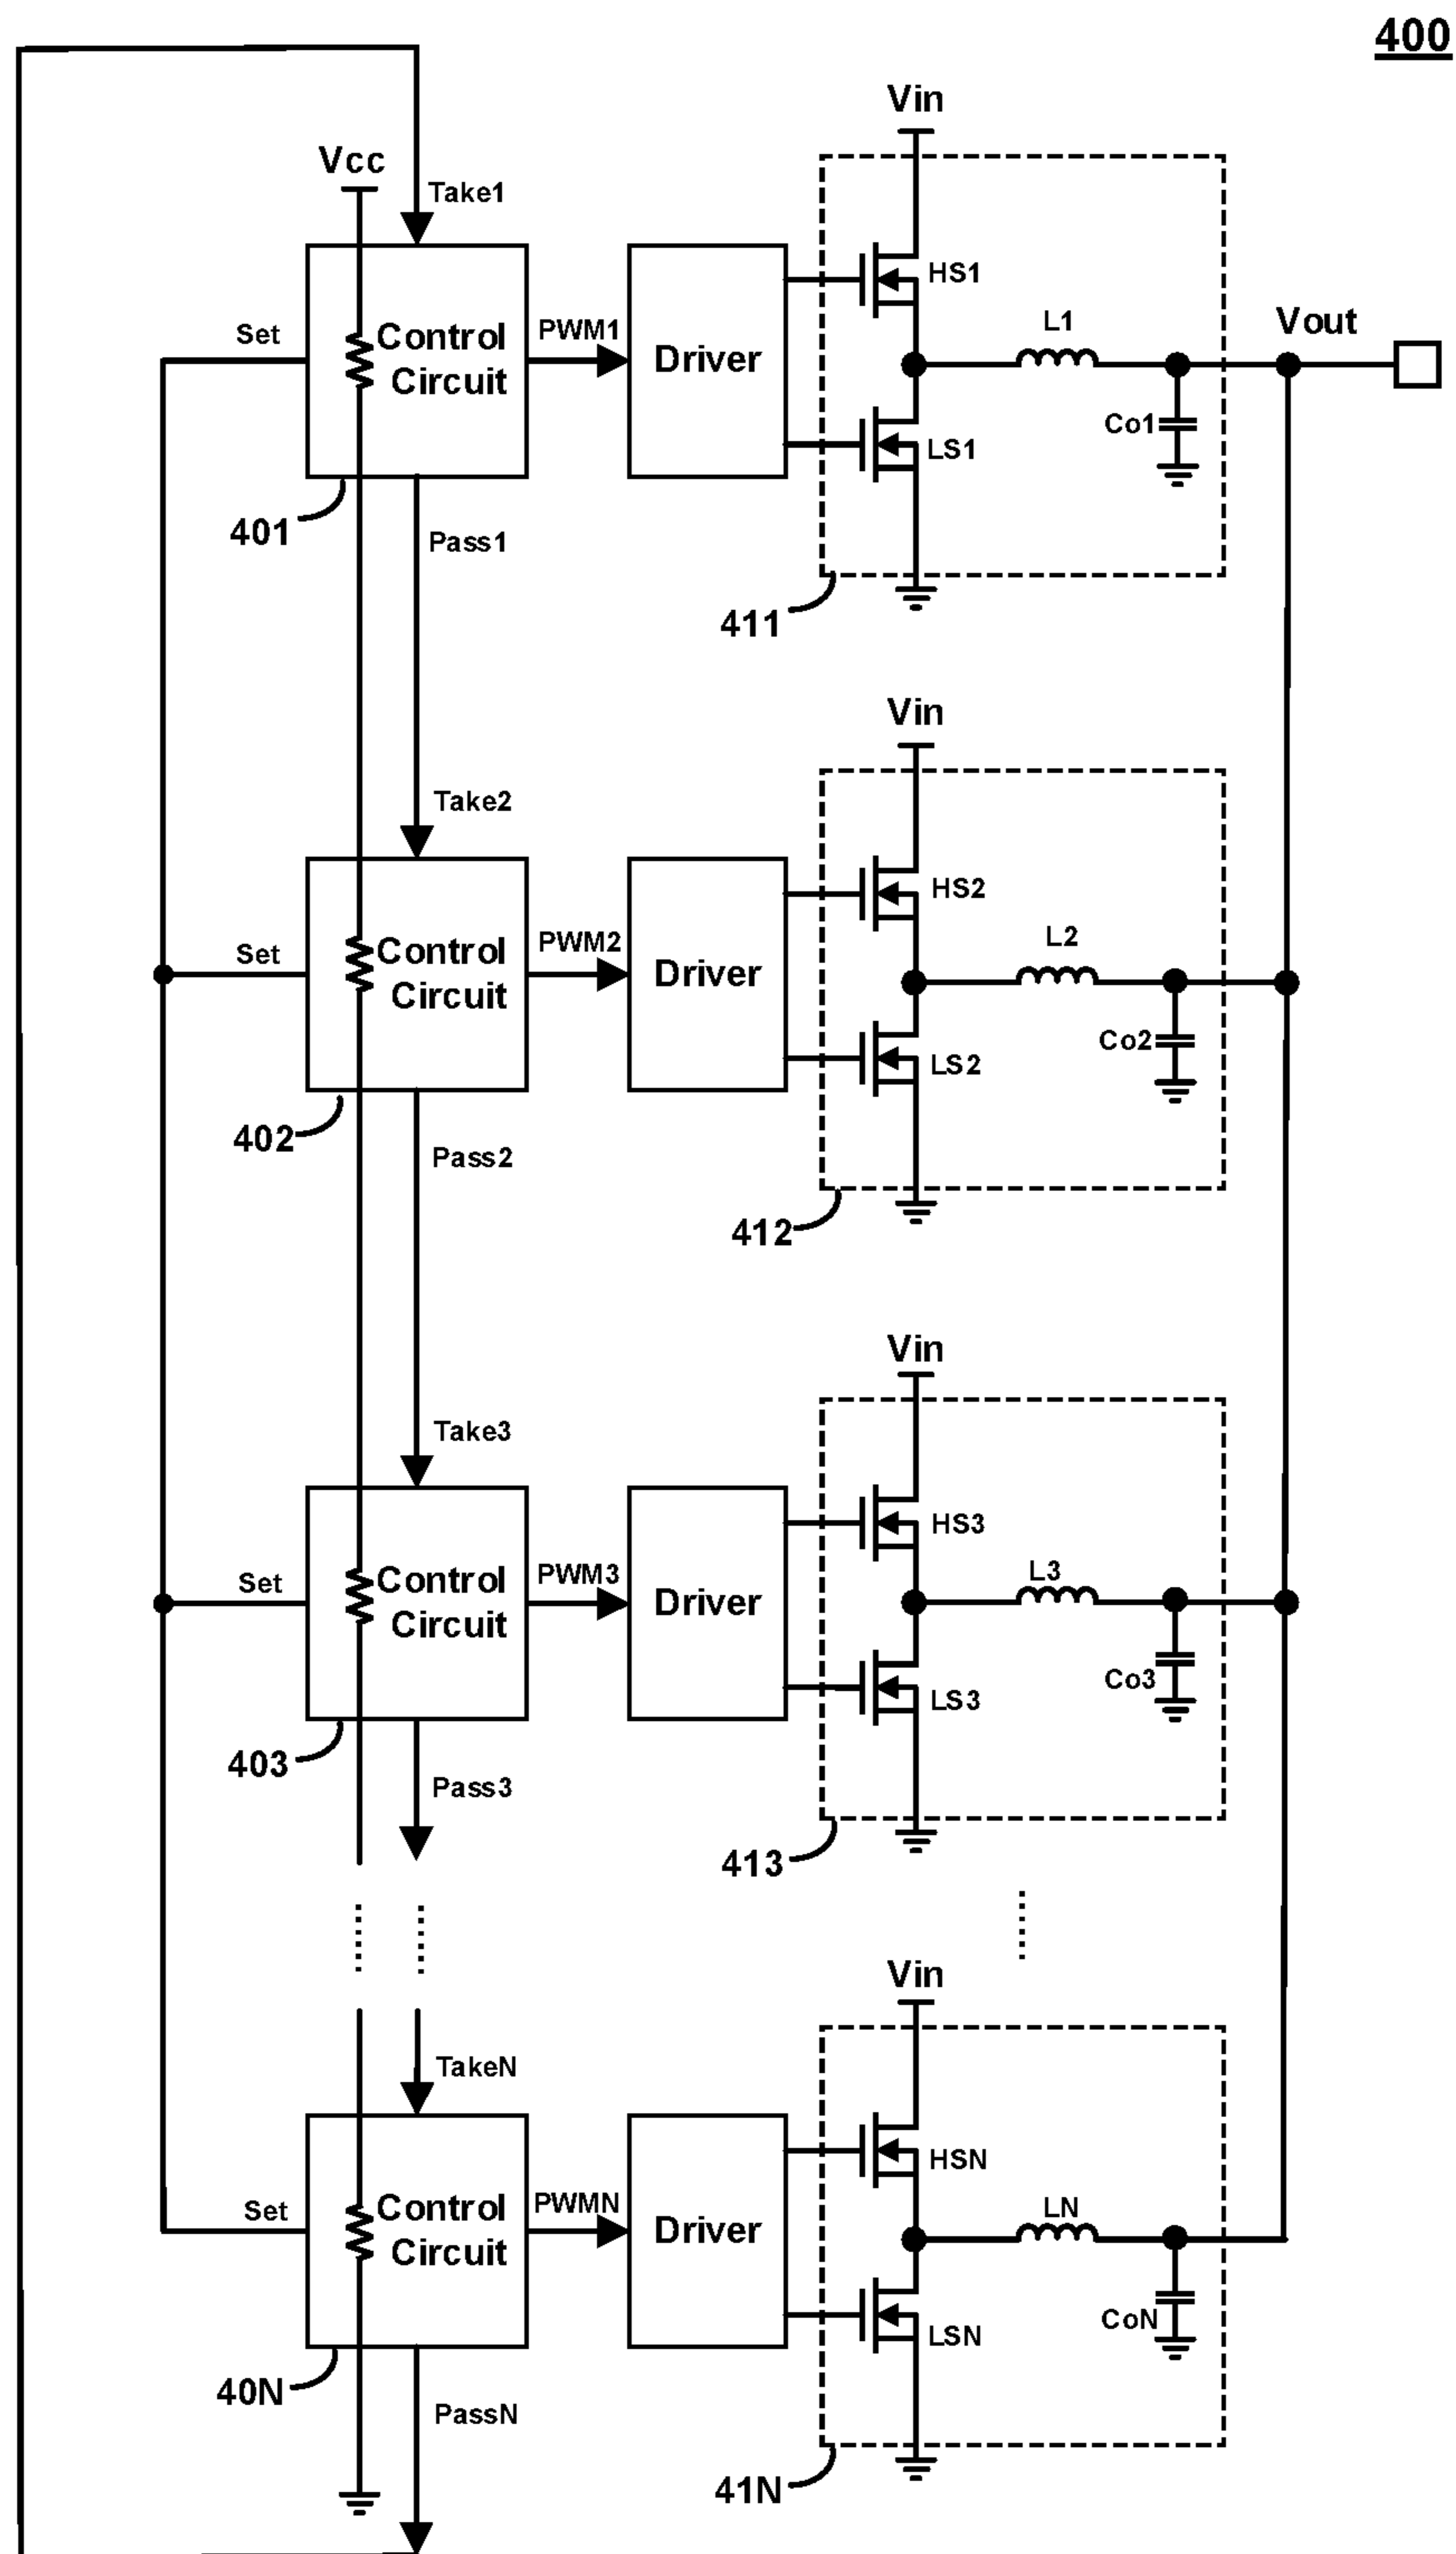 400
Vin
Vcc
Take1
HS1
Set
Control
Circuit
PWM1
Driver
L1
Vout
Co1
LS1
401
Pass1
411
Vin
Take2
HS2
Set
Control
Circuit
PWM2
Driver
L2
Co2
LS2
402
Pass2
412
Vin
Take3
HS3
Set
Control
Circuit
PWM3
Driver
L3
Co3
LS3
403
Pass3
413
Vin
TakeN
HSN
Set
Control
Circuit
PWMN
Driver
LN
CoN
LSN
40N
PassN
41N